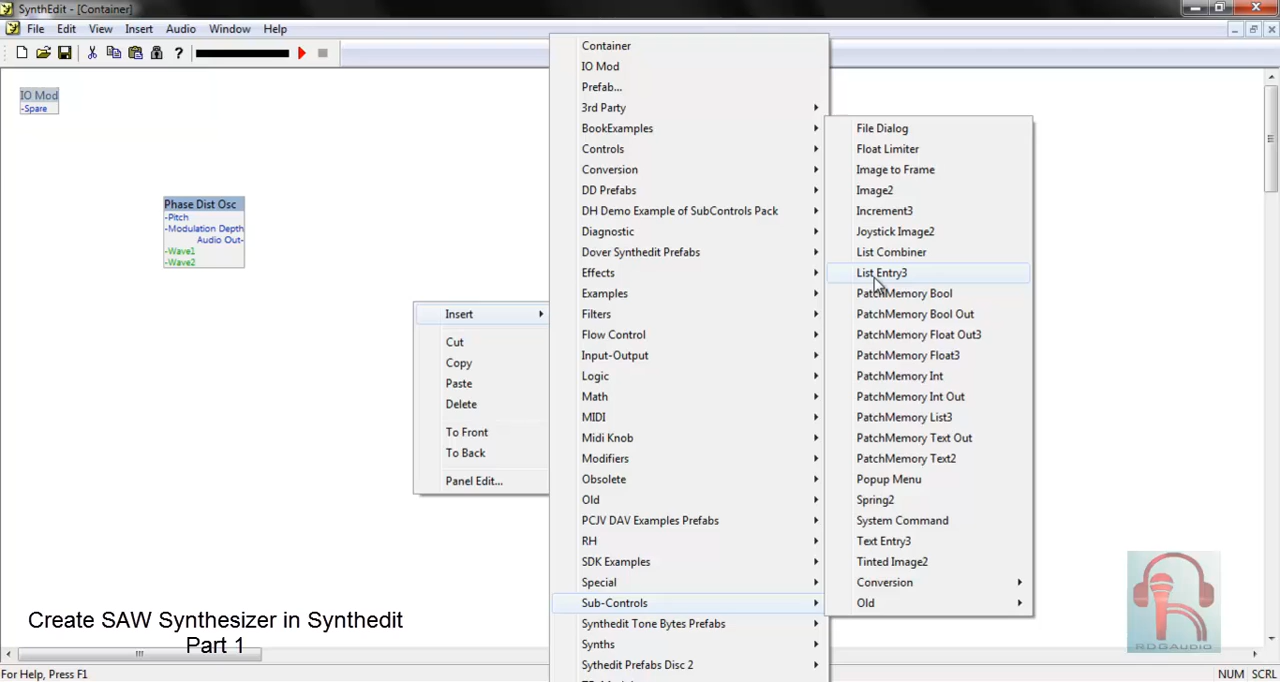 SynthEdit - [Container]
File Edit View Insert Audio Window Help
IO Mod
-Spare
Phase Dist Osc
-Pitch
-Modulation Depth
Audio Out-
-Wave1
-Wave2
Insert
Cut
Copy
Paste
Delete
To Front
To Back
Panel Edit...
Container
IO Mod
Prefab...
3rd Party
BookExamples
Controls
Conversion
DD Prefabs
DH Demo Example of SubControls Pack
Diagnostic
Dover Synthedit Prefabs
Effects
Examples
Filters
Flow Control
Input-Output
Logic
Math
MIDI
Midi Knob
Modifiers
Obsolete
Old
PCJV DAV Examples Prefabs
RH
SDK Examples
Special
Sub-Controls
Synthedit Tone Bytes Prefabs
Synths
Sythedit Prefabs Disc 2
File Dialog
Float Limiter
Image to Frame
Image2
Increment3
Joystick Image2
List Combiner
List Entry3
PatchMemory Bool
PatchMemory Bool Out
PatchMemory Float Out3
PatchMemory Float3
PatchMemory Int
PatchMemory Int Out
PatchMemory List3
PatchMemory Text Out
PatchMemory Text2
Popup Menu
Spring2
System Command
Text Entry3
Tinted Image2
Conversion
Old
Create SAW Synthesizer in Synthedit
Part 1
RDGAUDIO
For Help, Press F1
NUM SCRL